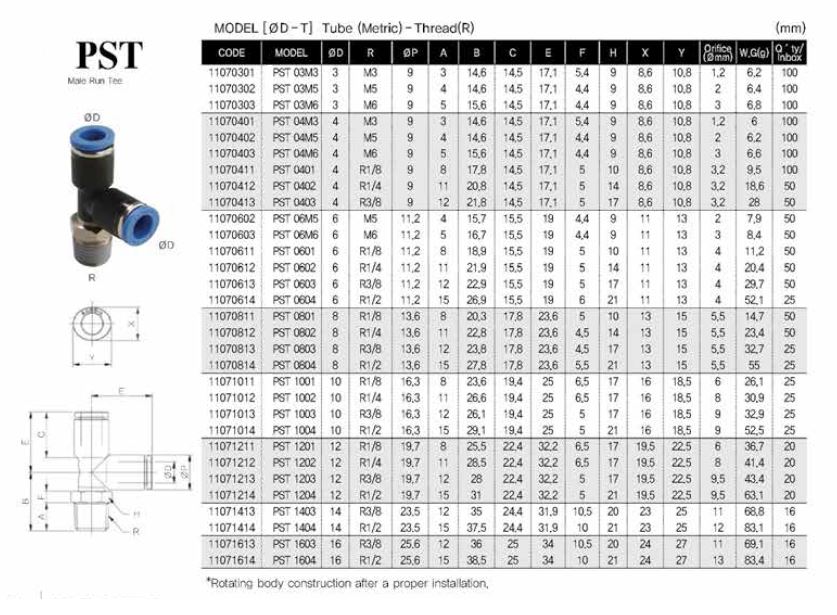 MODEL [ØD-T] Tube (Metric) - Thread(R) (mm)
PST
Male Run Tee
ØD
ØD
R
X
Y
E
E
C
B
F
A
ØD
ØP
H
R
CODE MODEL ØD R ØP A B C E F H X Y Orifice (Ømm) W.G(g) Q'ty/inbox
11070301 PST 03M3 3 M3 9 3 14,6 14,5 17,1 5,4 9 8,6 10,8 1,2 6,2 100
11070302 PST 03M5 3 M5 9 4 14,6 14,5 17,1 4,4 9 8,6 10,8 2 6,4 100
11070303 PST 03M6 3 M6 9 5 15,6 14,5 17,1 4,4 9 8,6 10,8 3 6,8 100
11070401 PST 04M3 4 M3 9 3 14,6 14,5 17,1 5,4 9 8,6 10,8 1,2 6 100
11070402 PST 04M5 4 M5 9 4 14,6 14,5 17,1 4,4 9 8,6 10,8 2 6,2 100
11070403 PST 04M6 4 M6 9 5 15,6 14,5 17,1 4,4 9 8,6 10,8 3 6,6 100
11070411 PST 0401 4 R1/8 9 8 17,8 14,5 17,1 5 10 8,6 10,8 3,2 9,5 100
11070412 PST 0402 4 R1/4 9 11 20,8 14,5 17,1 5 14 8,6 10,8 3,2 18,6 50
11070413 PST 0403 4 R3/8 9 12 21,8 14,5 17,1 5 17 8,6 10,8 3,2 28 50
11070602 PST 06M5 6 M5 11,2 4 15,7 15,5 19 4,4 9 11 13 2 7,9 50
11070603 PST 06M6 6 M6 11,2 5 16,7 15,5 19 4,4 9 11 13 3 8,4 50
11070611 PST 0601 6 R1/8 11,2 8 18,9 15,5 19 5 10 11 13 4 11,2 50
11070612 PST 0602 6 R1/4 11,2 11 21,9 15,5 19 5 14 11 13 4 20,4 50
11070613 PST 0603 6 R3/8 11,2 12 22,9 15,5 19 5 17 11 13 4 29,7 50
11070614 PST 0604 6 R1/2 11,2 15 26,9 15,5 19 6 21 11 13 4 52,1 25
11070811 PST 0801 8 R1/8 13,6 8 20,3 17,8 23,6 5 10 13 15 5,5 14,7 50
11070812 PST 0802 8 R1/4 13,6 11 22,8 17,8 23,6 4,5 14 13 15 5,5 23,4 50
11070813 PST 0803 8 R3/8 13,6 12 23,8 17,8 23,6 4,5 17 13 15 5,5 32,7 25
11070814 PST 0804 8 R1/2 13,6 15 27,8 17,8 23,6 5,5 21 13 15 5,5 55 25
11071011 PST 1001 10 R1/8 16,3 8 23,6 19,4 25 6,5 17 16 18,5 6 26,1 25
11071012 PST 1002 10 R1/4 16,3 11 26,6 19,4 25 6,5 17 16 18,5 8 30,9 25
11071013 PST 1003 10 R3/8 16,3 12 26,1 19,4 25 5 17 16 18,5 9 32,9 25
11071014 PST 1004 10 R1/2 16,3 15 29,1 19,4 25 5 21 16 18,5 9 52,5 25
11071211 PST 1201 12 R1/8 19,7 8 25,5 22,4 32,2 6,5 17 19,5 22,5 6 36,7 20
11071212 PST 1202 12 R1/4 19,7 11 28,5 22,4 32,2 6,5 17 19,5 22,5 8 41,4 20
11071213 PST 1203 12 R3/8 19,7 12 28 22,4 32,2 5 17 19,5 22,5 9,5 43,4 20
11071214 PST 1204 12 R1/2 19,7 15 31 22,4 32,2 5 21 19,5 22,5 9,5 63,1 20
11071413 PST 1403 14 R3/8 23,5 12 35 24,4 31,9 10,5 20 23 25 11 68,8 16
11071414 PST 1404 14 R1/2 23,5 15 37,5 24,4 31,9 10 21 23 25 12 83,1 16
11071613 PST 1603 16 R3/8 25,6 12 36 25 34 10,5 20 24 27 11 69,1 16
11071614 PST 1604 16 R1/2 25,6 15 38,5 25 34 10 21 24 27 13 83,4 16
*Rotating body construction after a proper installation,